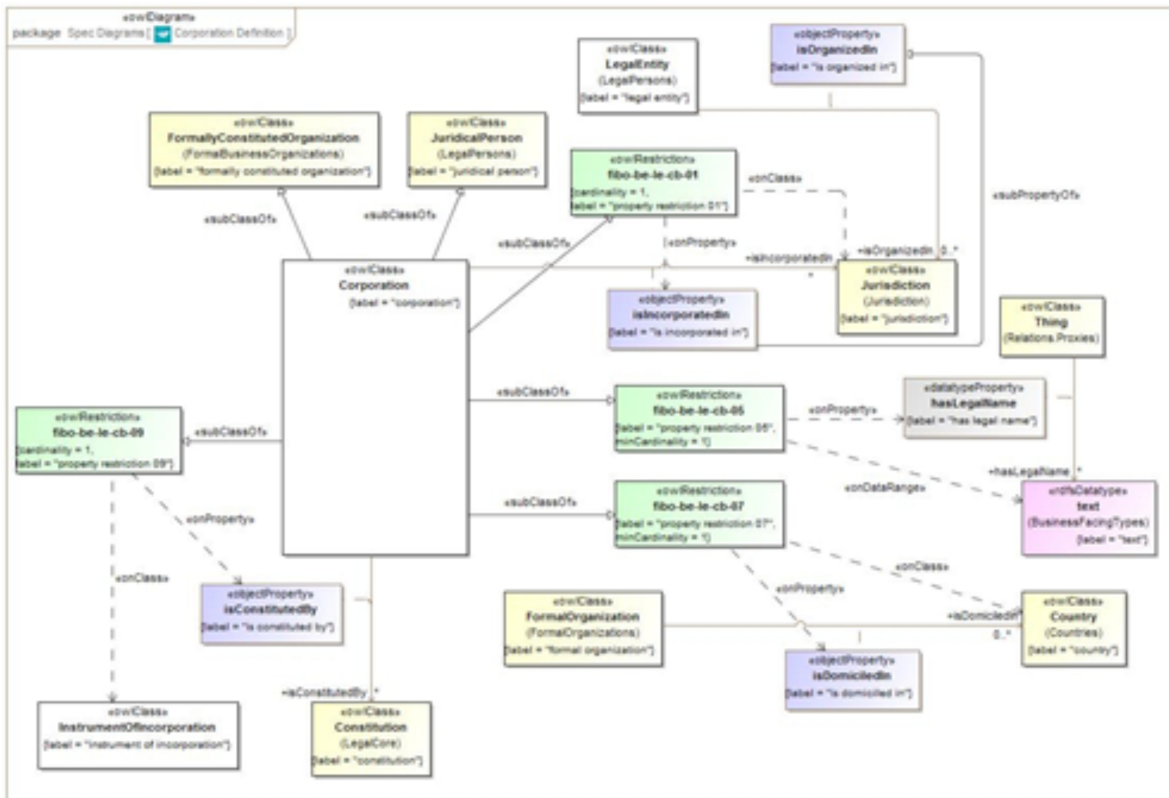 «owlDiagram»
package Spec Diagrams [ Corporation Definition ]
«owlClass»
LegalEntity
(LegalPersons)
{label = "legal entity"}
«objectProperty»
isOrganizedIn
{label = "is organized in"}
«owlClass»
FormallyConstitutedOrganization
(FormalBusinessOrganizations)
{label = "formally constituted organization"}
«owlClass»
JuridicalPerson
(LegalPersons)
{label = "juridical person"}
«owlRestriction»
fibo-be-le-cb-01
{cardinality = 1,
label = "property restriction 01"}
«onClass»
«subPropertyOf»
«subClassOf»
«subClassOf»
«subClassOf»
«onProperty»
+isIncorporatedIn
*
+isOrganizedIn
0..*
«owlClass»
Corporation
{label = "corporation"}
«owlClass»
Jurisdiction
(Jurisdiction)
{label = "jurisdiction"}
«objectProperty»
isIncorporatedIn
{label = "is incorporated in"}
«owlClass»
Thing
(Relations Proxies)
«subClassOf»
«owlRestriction»
fibo-be-le-cb-05
{label = "property restriction 05",
minCardinality = 1}
«onProperty»
«datatypeProperty»
hasLegalName
{label = "has legal name"}
«owlRestriction»
fibo-be-le-cb-09
{cardinality = 1,
label = "property restriction 09"}
«subClassOf»
«onDataRange»
+hasLegalName
*
«subClassOf»
«owlRestriction»
fibo-be-le-cb-07
{label = "property restriction 07",
minCardinality = 1}
«rdfsDatatype»
text
(BusinessFacingTypes)
{label = "text"}
«onProperty»
«onClass»
«onClass»
«onProperty»
«objectProperty»
isConstitutedBy
{label = "is constituted by"}
«owlClass»
FormalOrganization
(FormalOrganizations)
{label = "formal organization"}
+isDomiciledIn
0..*
«owlClass»
Country
(Countries)
{label = "country"}
«objectProperty»
isDomiciledIn
{label = "is domiciled in"}
+isConstitutedBy
*
«owlClass»
InstrumentOfIncorporation
{label = "instrument of incorporation"}
«owlClass»
Constitution
(LegalCore)
{label = "constitution"}